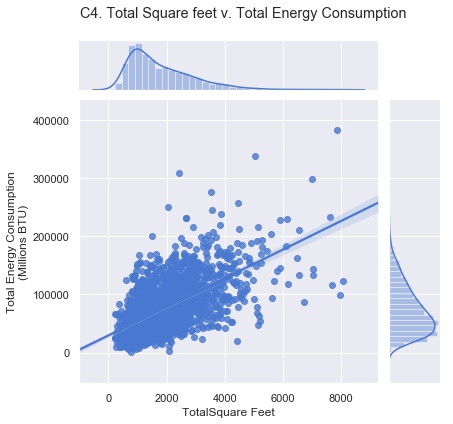 C4. Total Square feet v. Total Energy Consumption
400000
300000
200000
100000
0
Total Energy Consumption
(Millions BTU)
0 2000 4000 6000 8000
TotalSquare Feet